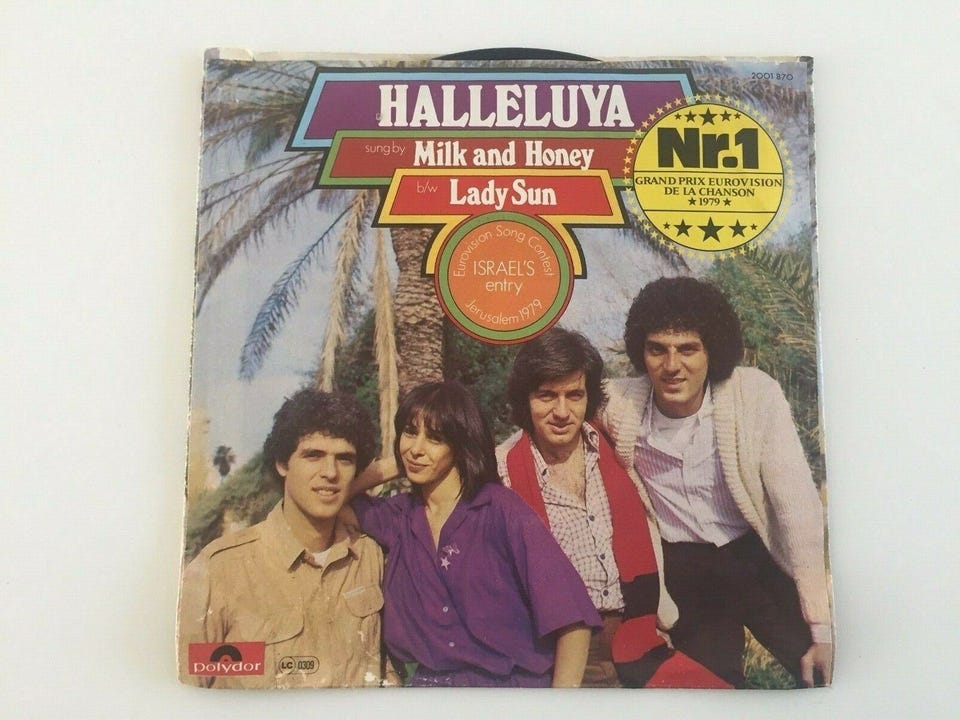 2001 870
HALLELUYA
sung by Milk and Honey
b/w Lady Sun
Nr.1
GRAND PRIX EUROVISION
DE LA CHANSON
★ 1979 ★
Eurovision Song Contest
ISRAEL'S
entry
Jerusalem 1979
polydor
LC 0309